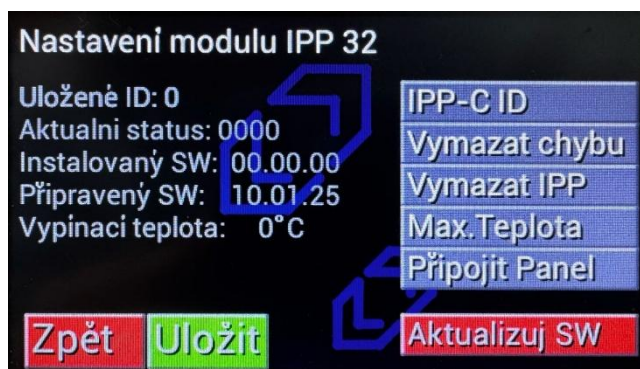 Nastavení modulu IPP 32
Uložené ID: 0
Aktualni status: 0000
Instalovaný SW: 00.00.00
Připravený SW: 10.01.25
Vypínací teplota: 0°C
IPP-C ID
Vymazat chybu
Vymazat IPP
Max.Teplota
Připojit Panel
Zpět
Uložit
Aktualizuj SW